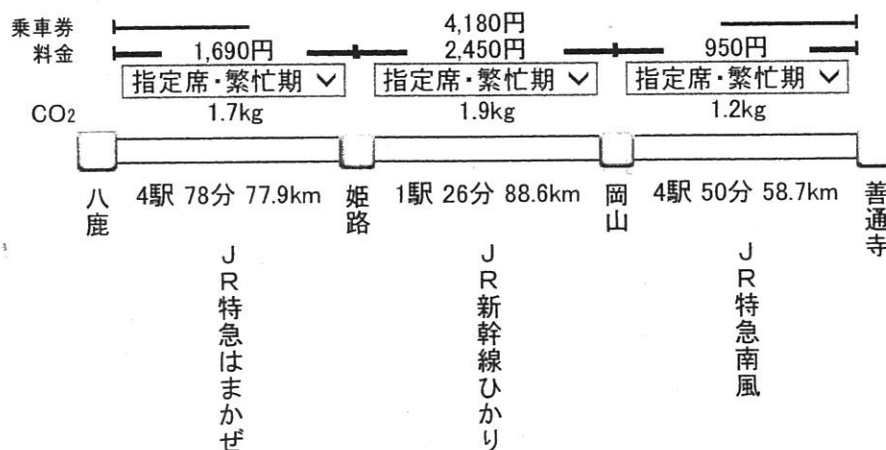 乗車券 4,180円
料金 1,690円 2,450円 950円
指定席・繁忙期 指定席・繁忙期 指定席・繁忙期
CO₂ 1.7kg 1.9kg 1.2kg
八鹿 4駅 78分 77.9km 姫路 1駅 26分 88.6km 岡山 4駅 50分 58.7km 善通寺
JR特急はまかぜ
JR新幹線ひかり
JR特急南風